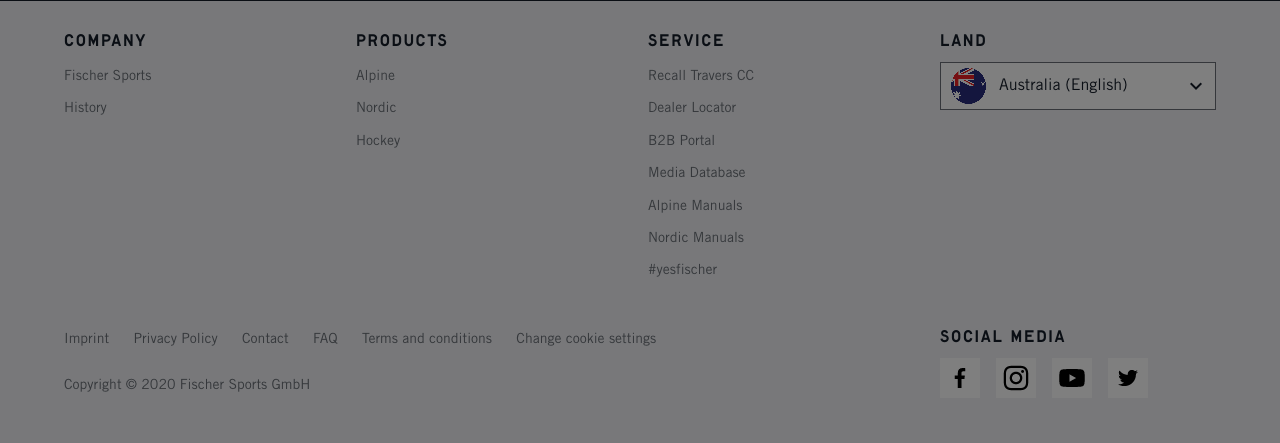 COMPANY
Fischer Sports
History
PRODUCTS
Alpine
Nordic
Hockey
SERVICE
Recall Travers CC
Dealer Locator
B2B Portal
Media Database
Alpine Manuals
Nordic Manuals
#yesfischer
LAND
Australia (English)
Imprint Privacy Policy Contact FAQ Terms and conditions Change cookie settings
Copyright © 2020 Fischer Sports GmbH
SOCIAL MEDIA